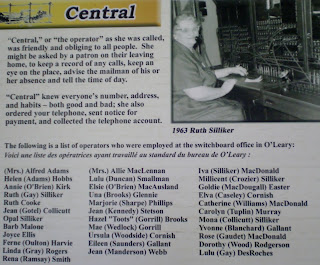 Central
"Central," or "the operator" as she was called,
was friendly and obliging to all people. She
might be asked by a patron on their leaving
home, to keep a record of any calls, keep an
eye on the place, advise the mailman of his or
her absence and tell the time of day.
"Central" knew everyone's number, address,
and habits – both good and bad; she also
ordered your telephone, sent notice for
payment, and collected the telephone account.
1963 Ruth Silliker
The following is a list of operators who were employed at the switchboard office in O'Leary:
Voici une liste des opératrices ayant travaillé au standard du bureau de O'Leary :
(Mrs.) Alfred Adams
Helen (Adams) Hobbs
Annie (O'Brien) Kirk
Ruth (Gay) Silliker
Ruth Cooke
Jean (Gotel) Collicutt
Opal Silliker
Barb Malone
Joyce Ellis
Ferne (Oulton) Harvie
Linda (Gray) Rogers
Rena (Ramsay) Smith
(Mrs.) Allie MacLennan
Lulu (Duncan) Smallman
Elsie (O'Brien) MacAusland
Una (Brooks) Glennie
Marjorie (Sharpe) Phillips
Jean (Kennedy) Stetson
Hazel "Toots" (Gorrill) Brooks
Mae (Wedlock) Gorrill
Ursula (Woodside) Cornish
Eileen (Saunders) Gallant
Jean (Manderson) Webb
Iva (Silliker) MacDonald
Millicent (Crozier) Silliker
Goldie (MacDougall) Easter
Elva (Caseley) Cornish
Catherine (Williams) MacDonald
Carolyn (Tuplin) Murray
Edna (Collicutt) Silliker
Yvonne (Blanchard) Gallant
Rose (Gaudet) MacDonald
Dorothy (Wood) Rodgerson
Lulu (Gay) DesRoches